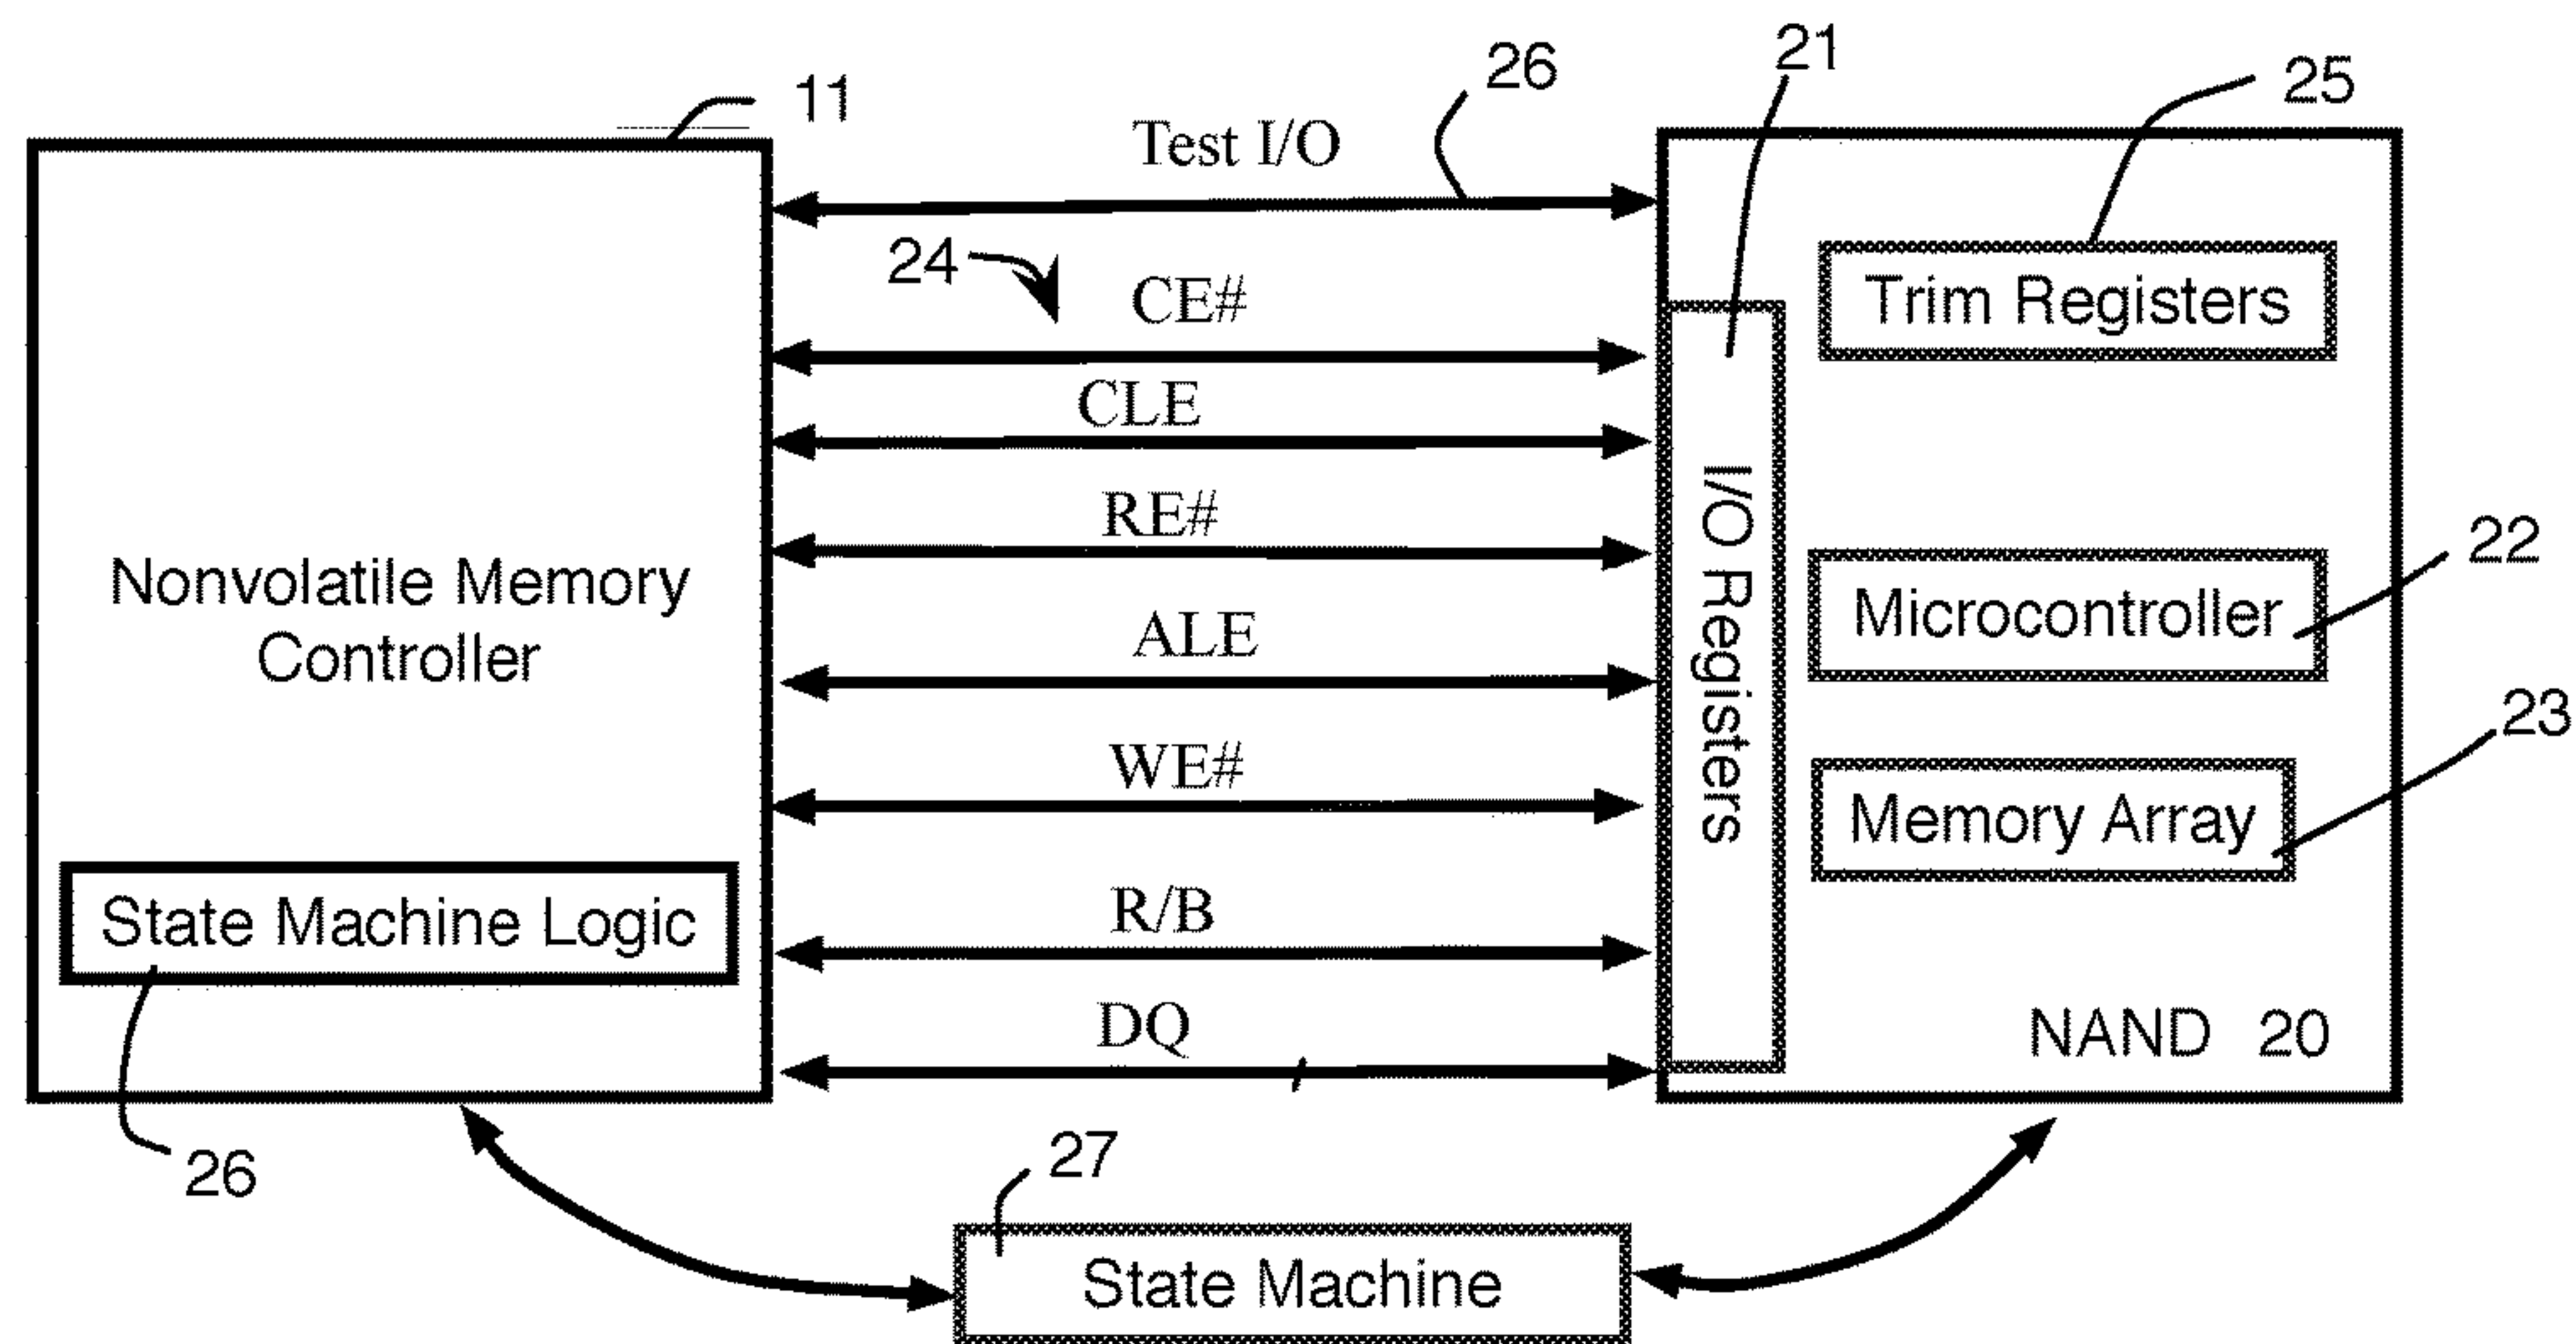 11
Test I/O
26
21
25
24
CE#
Trim Registers
CLE
RE#
Nonvolatile Memory
Controller
I/O Registers
Microcontroller
22
ALE
WE#
Memory Array
23
State Machine Logic
R/B
DQ
NAND 20
26
27
State Machine